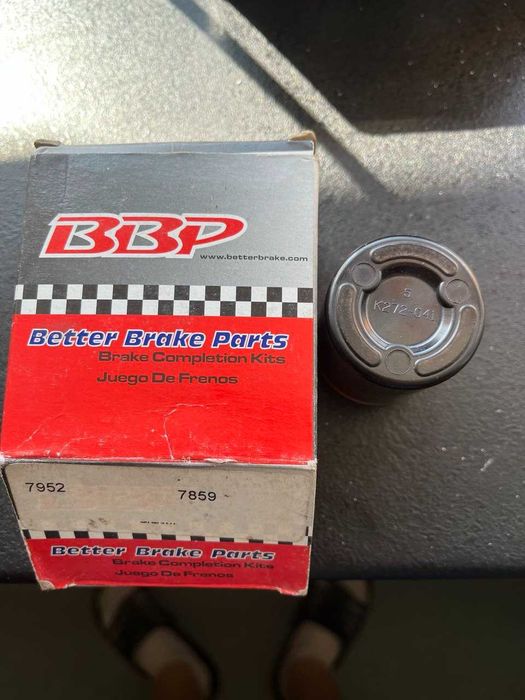 BBP
www.betterbrake.com
Better Brake Parts
Brake Completion Kits
Juego De Frenos
7952 7859
Better Brake Parts
Brake Completion Kits
Juego De Frenos
5
K272-041